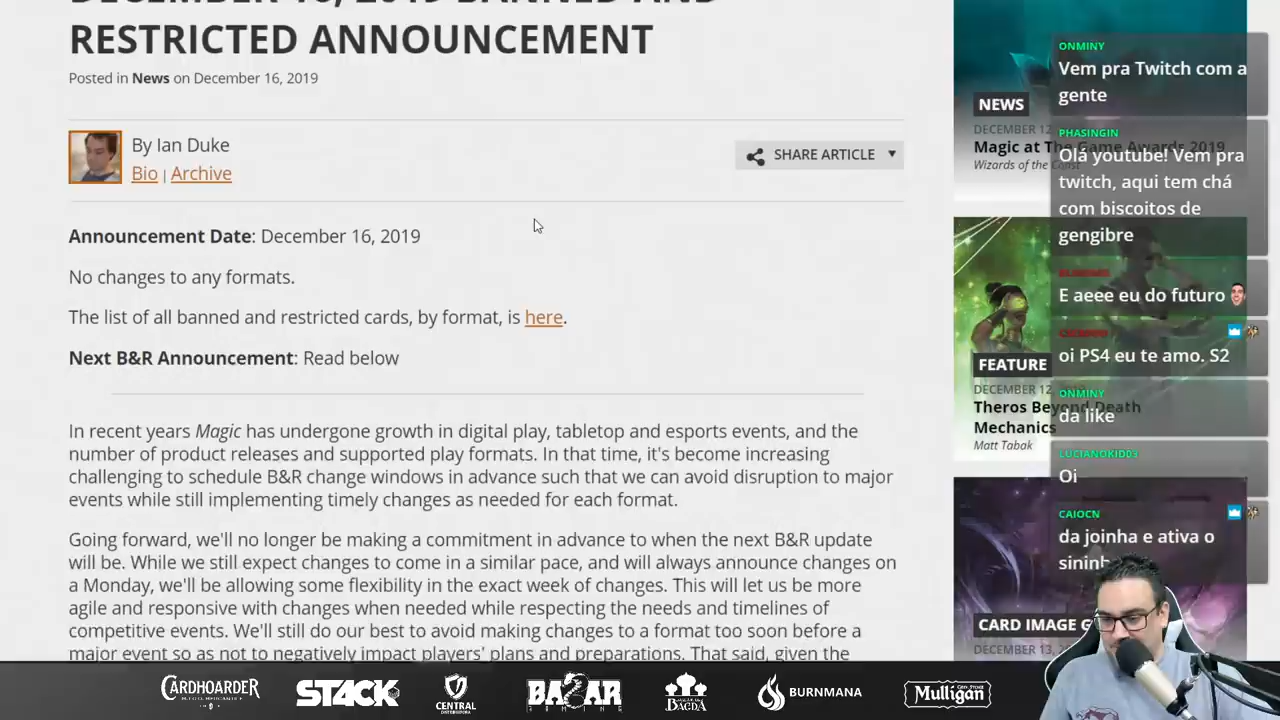 DECEMBER 16, 2019 BANNED AND
RESTRICTED ANNOUNCEMENT
Posted in News on December 16, 2019
By Ian Duke
Bio | Archive
SHARE ARTICLE
Announcement Date: December 16, 2019
No changes to any formats.
The list of all banned and restricted cards, by format, is here.
Next B&R Announcement: Read below
In recent years Magic has undergone growth in digital play, tabletop and esports events, and the
number of product releases and supported play formats. In that time, it's become increasing
challenging to schedule B&R change windows in advance such that we can avoid disruption to major
events while still implementing timely changes as needed for each format.
Going forward, we'll no longer be making a commitment in advance to when the next B&R update
will be. While we still expect changes to come in a similar pace, and will always announce changes on
a Monday, we'll be allowing some flexibility in the exact week of changes. This will let us be more
agile and responsive with changes when needed while respecting the needs and timelines of
competitive events. We'll still do our best to avoid making changes to a format too soon before a
major event so as not to negatively impact players' plans and preparations. That said, given the
NEWS
DECEMBER 12
Magic at The Game Awards 2019
Wizards of the Coast
FEATURE
DECEMBER 12, 2019
Theros Beyond Death
Mechanics
Matt Tabak
CARD IMAGE G
DECEMBER 13, 20
ONMINY
Vem pra Twitch com a
gente
PHASINGIN
Olá youtube! Vem pra
twitch, aqui tem chá
com biscoitos de
gengibre
E aeee eu do futuro
oi PS4 eu te amo. S2
ONMINY
da like
LUCIANOKID03
Oi
CAIOCN
da joinha e ativa o
sininh
CARDHOARDER
STACK
CENTRAL
BAZAR
GAMING
BAGDÁ
BURNMANA
Mulligan